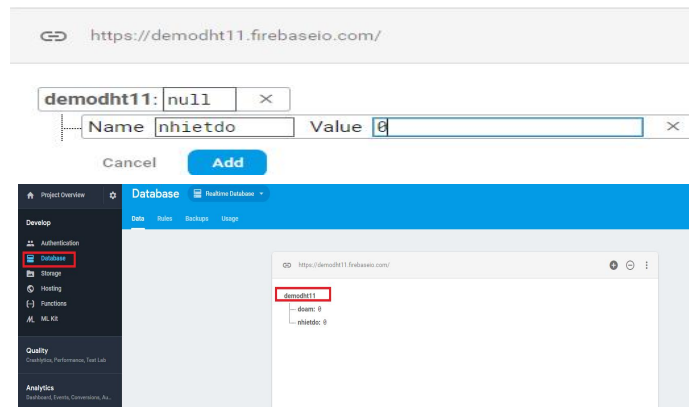 https://demodht11.firebaseio.com/
demodht11: null ×
Name nhietdo Value 0 ×
Cancel Add
Project Overview Database Realtime Database
Develop Data Rules Backups Usage
Authentication
Database
Storage
https://demodht11.firebaseio.com/
Hosting
Functions
demodht11
ML Kit
doam: 0
nhietdo: 0
Quality
Crashlytics, Performance, Test Lab
Analytics
Dashboard, Events, Conversions, Au...